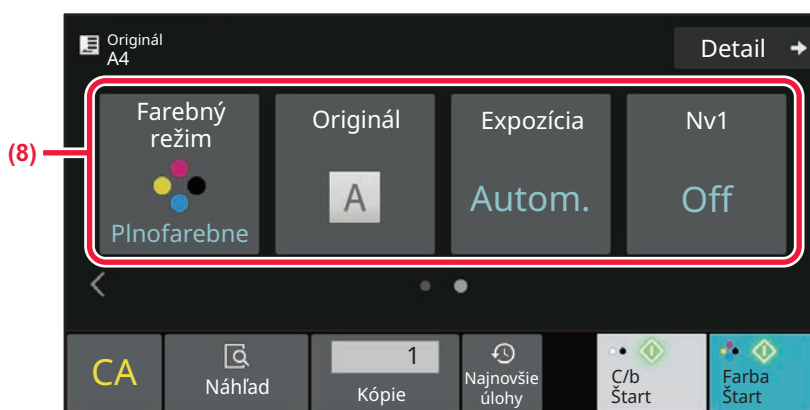 Originál
A4
Detail
(8)
Farebný
režim
Plnofarebne
Originál
A
Expozícia
Autom.
Nv1
Off
CA
Náhľad
1
Kópie
Najnovšie
úlohy
C/b
Štart
Farba
Štart